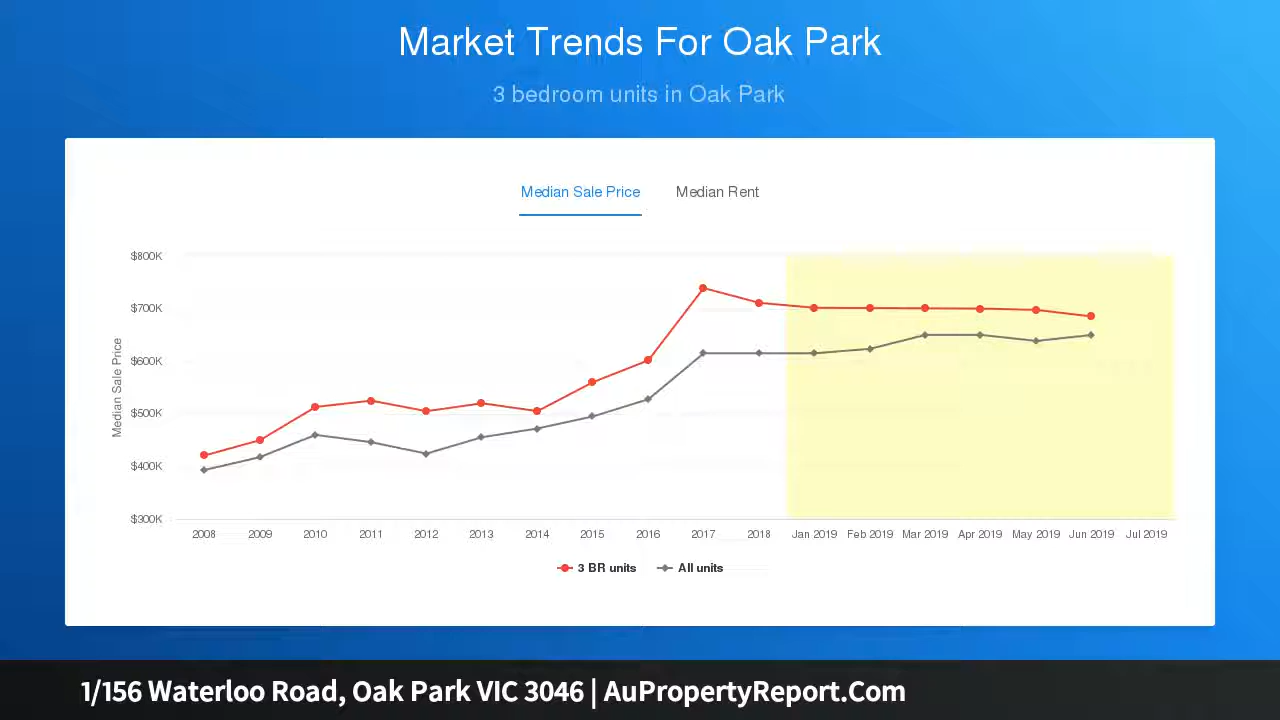 Market Trends For Oak Park
3 bedroom units in Oak Park
Median Sale Price Median Rent
$800K
$700K
$600K
$500K
$400K
$300K
Median Sale Price
2008 2009 2010 2011 2012 2013 2014 2015 2016 2017 2018 Jan 2019 Feb 2019 Mar 2019 Apr 2019 May 2019 Jun 2019 Jul 2019
3 BR units All units
1/156 Waterloo Road, Oak Park VIC 3046 | AuPropertyReport.Com